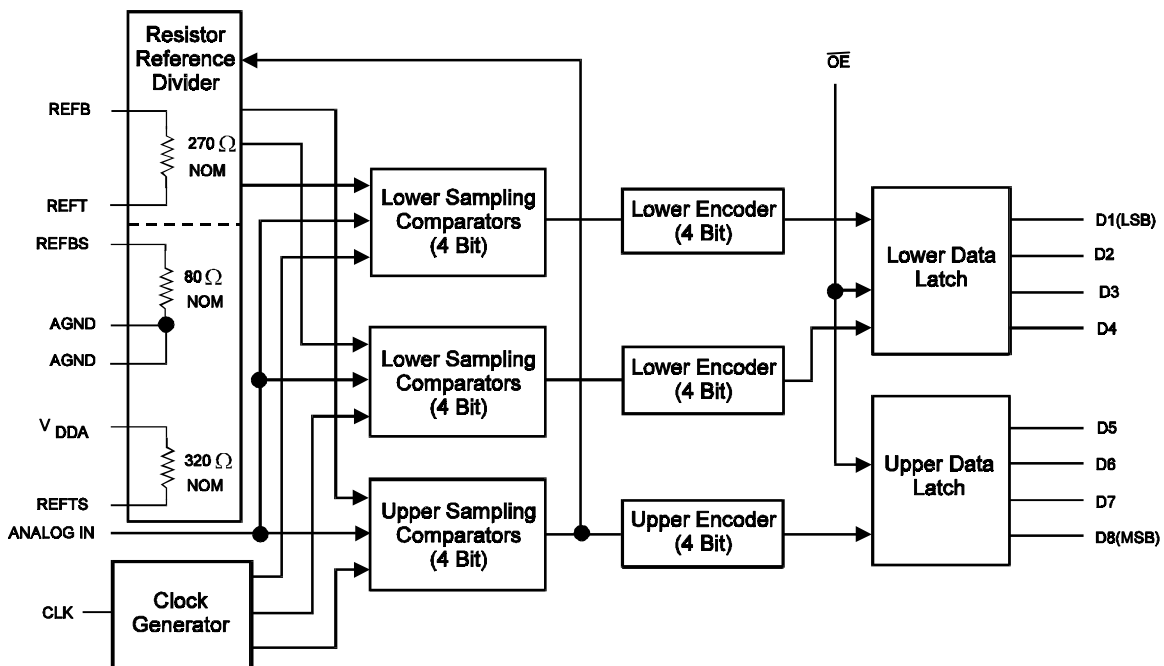 Resistor
Reference
Divider
OE
REFB
270 Ω
NOM
REFT
REFBS
80 Ω
NOM
AGND
AGND
V DDA
320 Ω
NOM
REFTS
ANALOG IN
CLK
Clock
Generator
Lower Sampling
Comparators
(4 Bit)
Lower Encoder
(4 Bit)
Lower Data
Latch
D1(LSB)
D2
D3
D4
Lower Sampling
Comparators
(4 Bit)
Lower Encoder
(4 Bit)
Upper Sampling
Comparators
(4 Bit)
Upper Encoder
(4 Bit)
Upper Data
Latch
D5
D6
D7
D8(MSB)